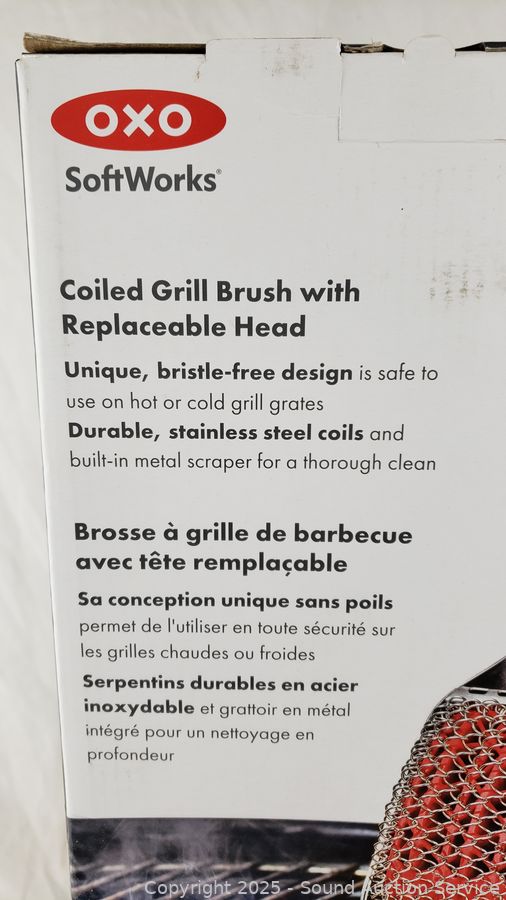 OXO
SoftWorks®
Coiled Grill Brush with
Replaceable Head
Unique, bristle-free design is safe to
use on hot or cold grill grates
Durable, stainless steel coils and
built-in metal scraper for a thorough clean
Brosse à grille de barbecue
avec tête remplaçable
Sa conception unique sans poils
permet de l'utiliser en toute sécurité sur
les grilles chaudes ou froides
Serpentins durables en acier
inoxydable et grattoir en métal
intégré pour un nettoyage en
profondeur
Copyright 2025 - Sound Auction Service